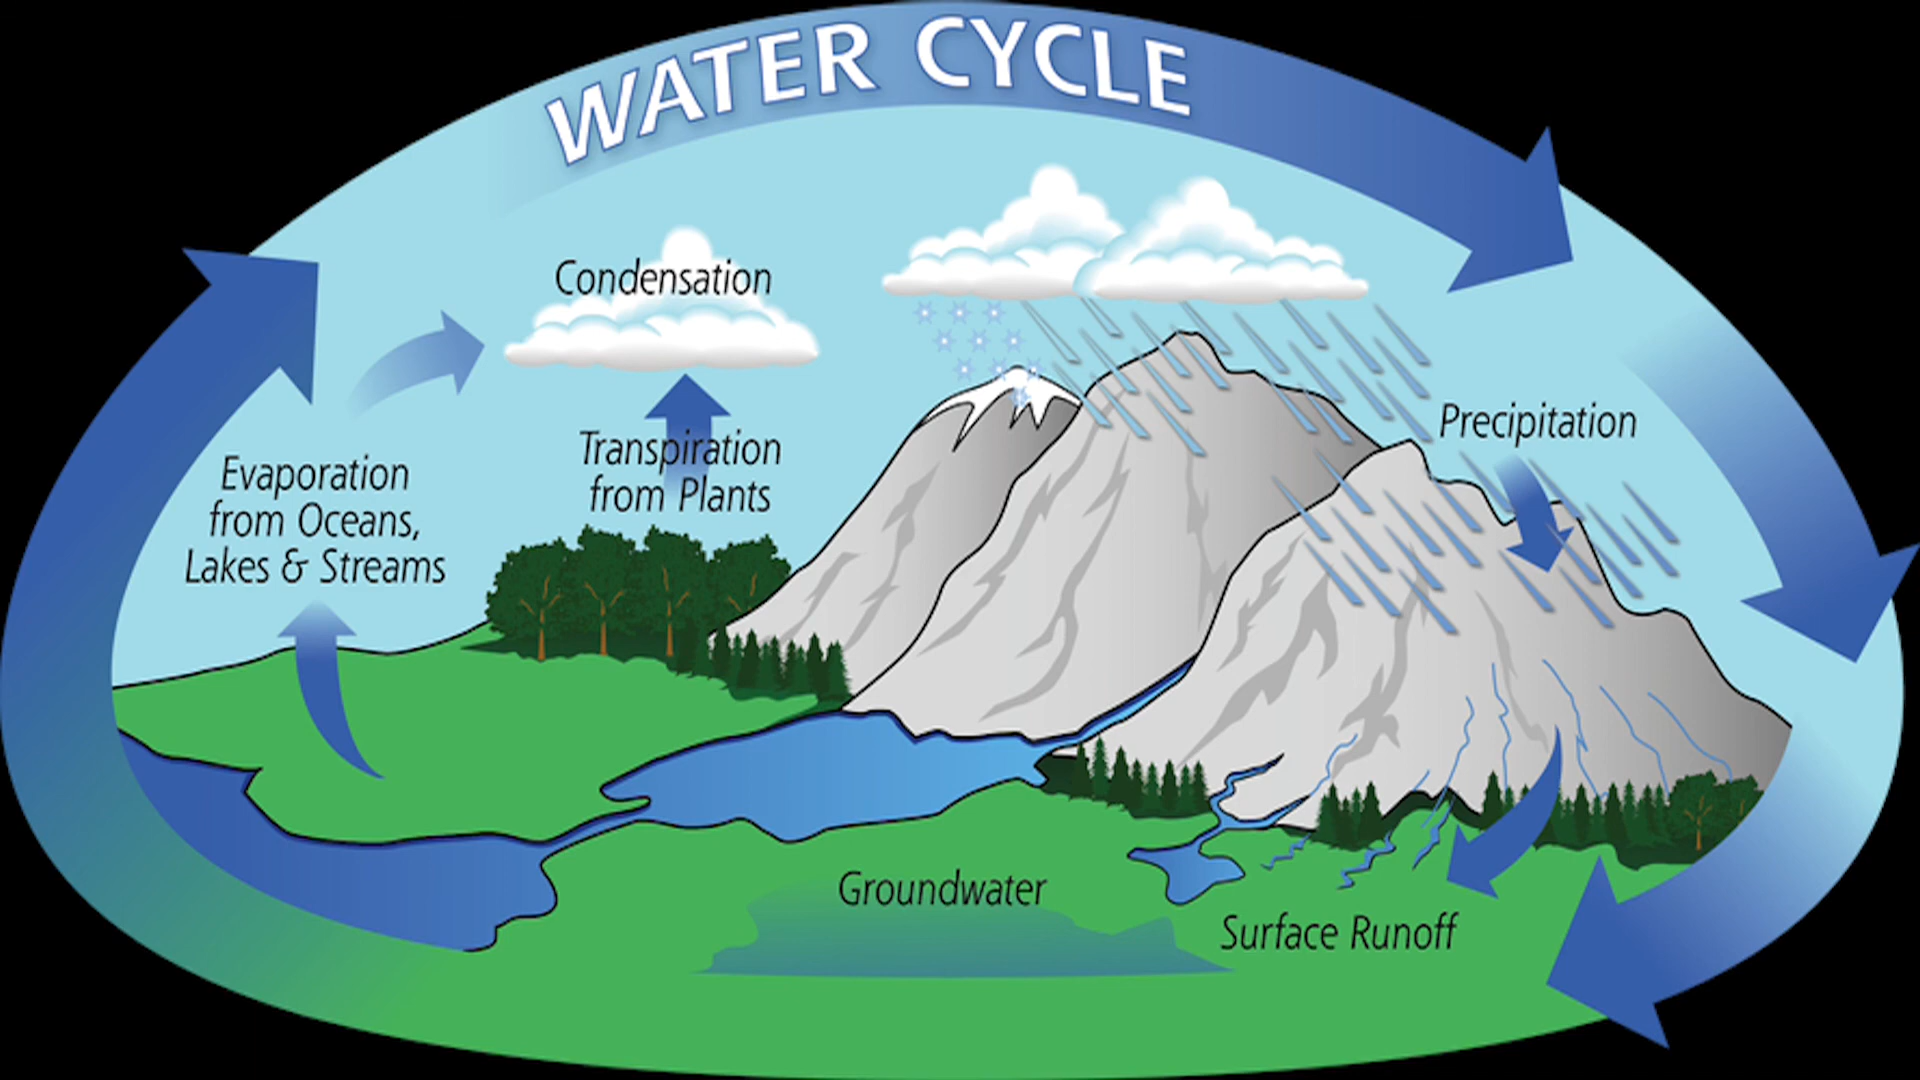 WATER CYCLE
Condensation
Precipitation
Transpiration
from Plants
Evaporation
from Oceans,
Lakes & Streams
Groundwater
Surface Runoff